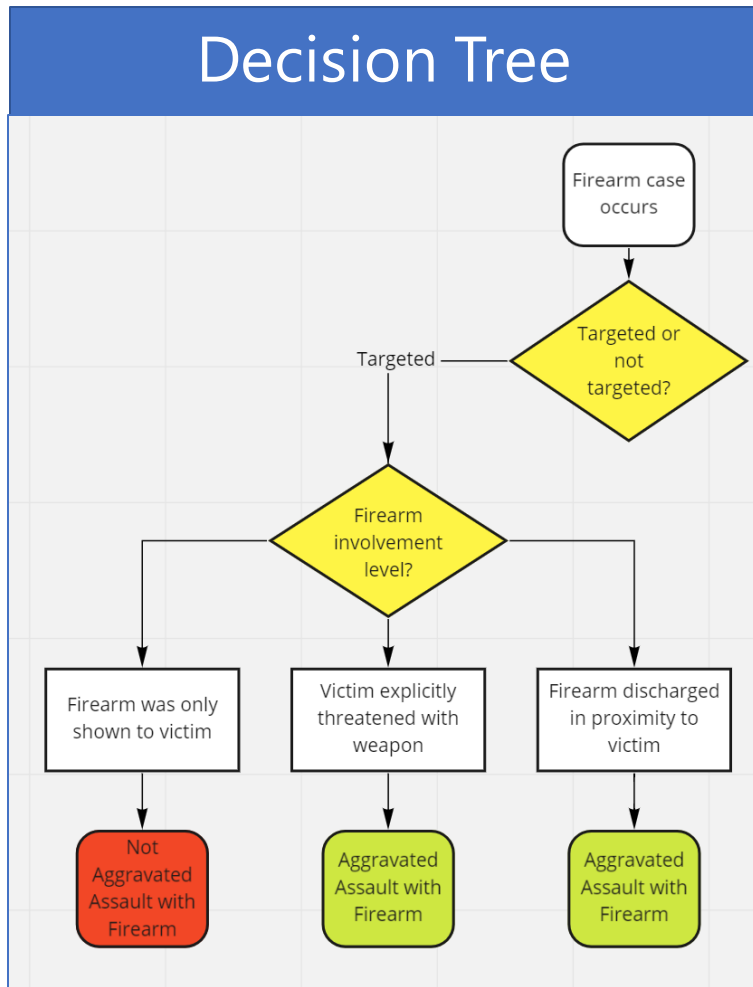 Decision Tree
Firearm case
occurs
Targeted or
not
targeted?
Targeted
Firearm
involvement
level?
Firearm was only
shown to victim
Victim explicitly
threatened with
weapon
Firearm discharged
in proximity to
victim
Not
Aggravated
Assault with
Firearm
Aggravated
Assault with
Firearm
Aggravated
Assault with
Firearm